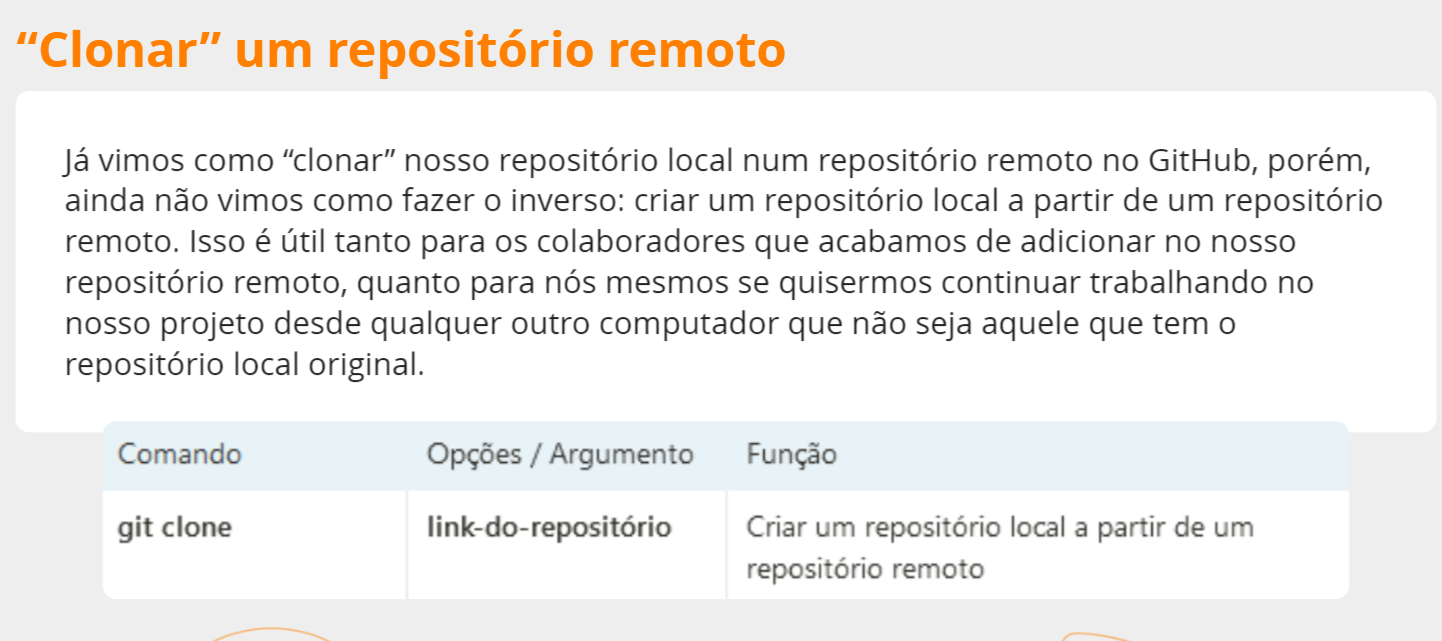 “Clonar” um repositório remoto
Já vimos como “clonar” nosso repositório local num repositório remoto no GitHub, porém,
ainda não vimos como fazer o inverso: criar um repositório local a partir de um repositório
remoto. Isso é útil tanto para os colaboradores que acabamos de adicionar no nosso
repositório remoto, quanto para nós mesmos se quisermos continuar trabalhando no
nosso projeto desde qualquer outro computador que não seja aquele que tem o
repositório local original.
Comando Opções / Argumento Função
git clone link-do-repositório Criar um repositório local a partir de um
repositório remoto